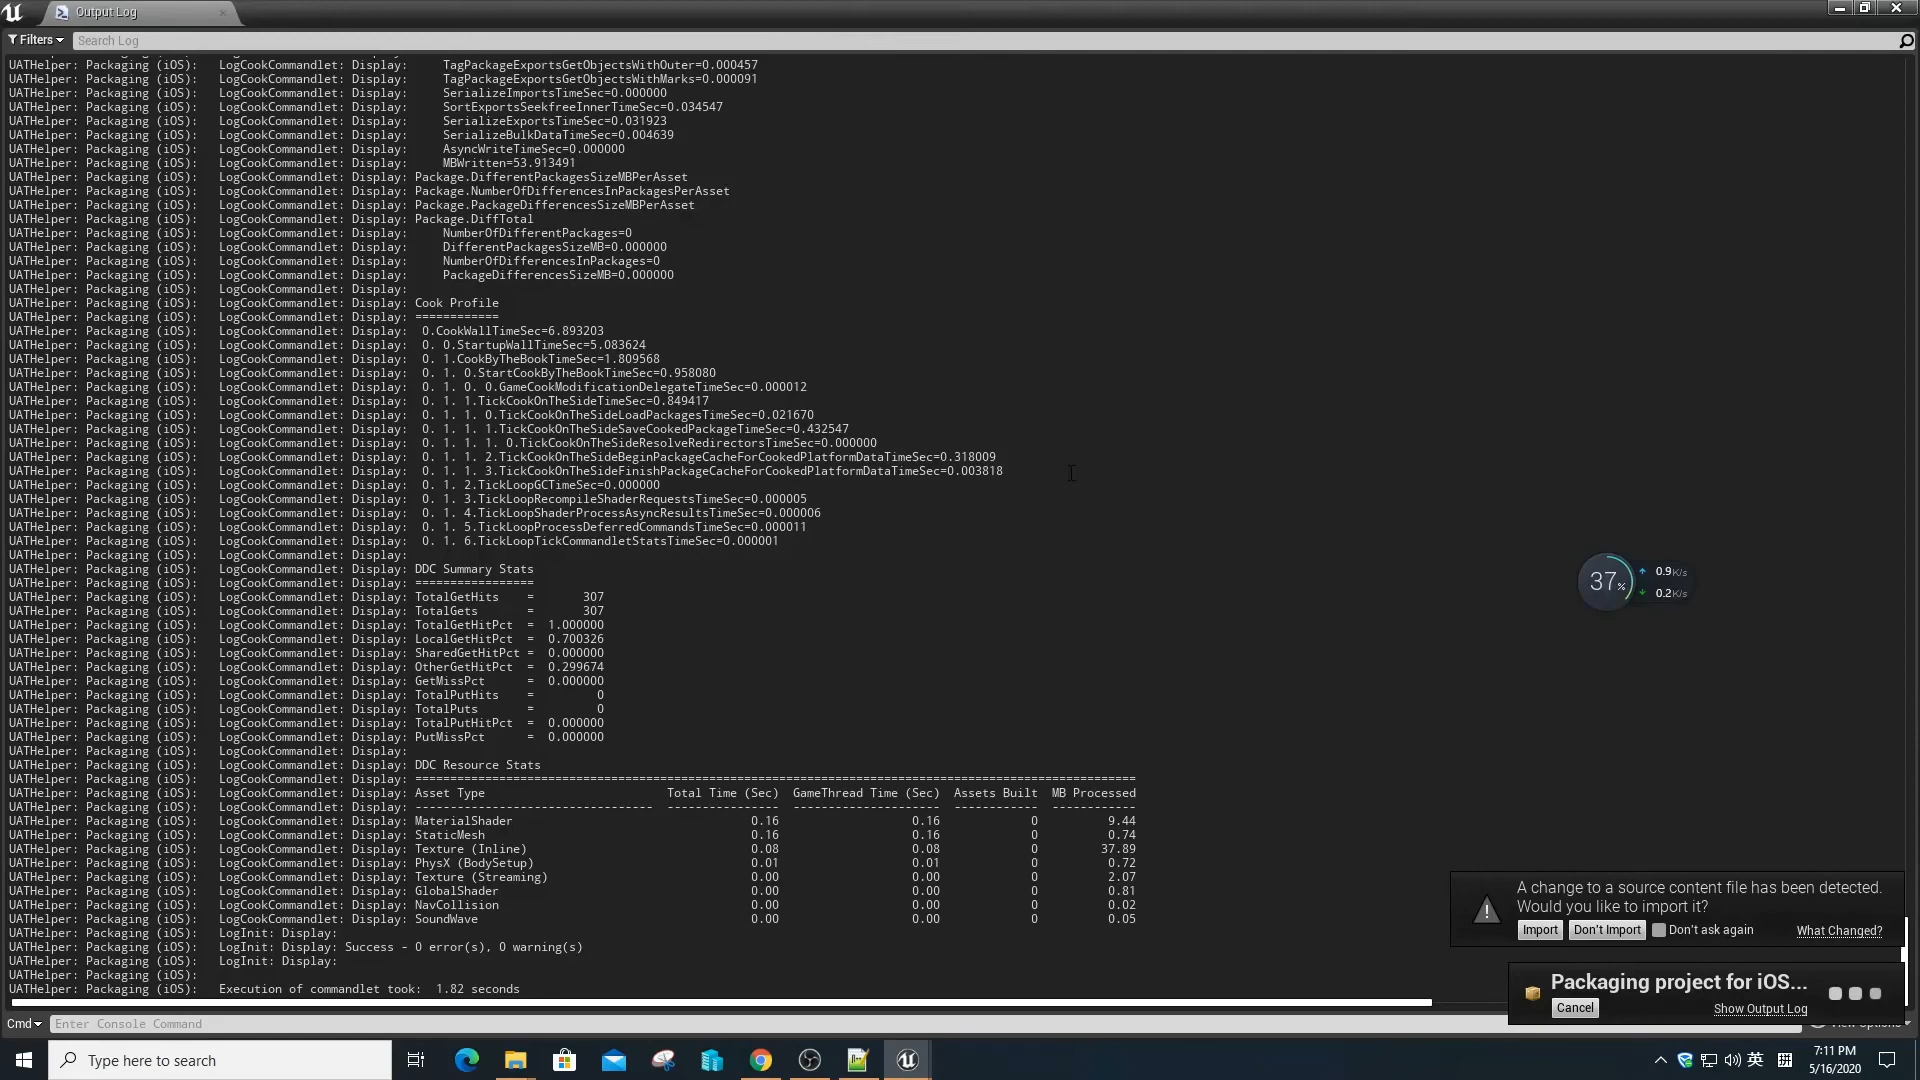 Output Log
Filters
Search Log
UATHelper: Packaging (iOS):   LogCookCommandlet: Display:     TagPackageExportsGetObjectsWithOuter=0.000457
UATHelper: Packaging (iOS):   LogCookCommandlet: Display:     TagPackageExportsGetObjectsWithMarks=0.000091
UATHelper: Packaging (iOS):   LogCookCommandlet: Display:     SerializeImportsTimeSec=0.000000
UATHelper: Packaging (iOS):   LogCookCommandlet: Display:     SortExportsSeekfreeInnerTimeSec=0.034547
UATHelper: Packaging (iOS):   LogCookCommandlet: Display:     SerializeExportsTimeSec=0.031923
UATHelper: Packaging (iOS):   LogCookCommandlet: Display:     SerializeBulkDataTimeSec=0.004639
UATHelper: Packaging (iOS):   LogCookCommandlet: Display:     AsyncWriteTimeSec=0.000000
UATHelper: Packaging (iOS):   LogCookCommandlet: Display:     MBWritten=53.913491
UATHelper: Packaging (iOS):   LogCookCommandlet: Display: Package.DifferentPackagesSizeMBPerAsset
UATHelper: Packaging (iOS):   LogCookCommandlet: Display: Package.NumberOfDifferencesInPackagesPerAsset
UATHelper: Packaging (iOS):   LogCookCommandlet: Display: Package.PackageDifferencesSizeMBPerAsset
UATHelper: Packaging (iOS):   LogCookCommandlet: Display: Package.DiffTotal
UATHelper: Packaging (iOS):   LogCookCommandlet: Display:     NumberOfDifferentPackages=0
UATHelper: Packaging (iOS):   LogCookCommandlet: Display:     DifferentPackagesSizeMB=0.000000
UATHelper: Packaging (iOS):   LogCookCommandlet: Display:     NumberOfDifferencesInPackages=0
UATHelper: Packaging (iOS):   LogCookCommandlet: Display:     PackageDifferencesSizeMB=0.000000
UATHelper: Packaging (iOS):   LogCookCommandlet: Display:
UATHelper: Packaging (iOS):   LogCookCommandlet: Display: Cook Profile
UATHelper: Packaging (iOS):   LogCookCommandlet: Display: ============
UATHelper: Packaging (iOS):   LogCookCommandlet: Display:  0.CookWallTimeSec=6.893203
UATHelper: Packaging (iOS):   LogCookCommandlet: Display:  0. 0.StartupWallTimeSec=5.083624
UATHelper: Packaging (iOS):   LogCookCommandlet: Display:  0. 1.CookByTheBookTimeSec=1.809568
UATHelper: Packaging (iOS):   LogCookCommandlet: Display:  0. 1. 0.StartCookByTheBookTimeSec=0.958080
UATHelper: Packaging (iOS):   LogCookCommandlet: Display:  0. 1. 0. 0.GameCookModificationDelegateTimeSec=0.000012
UATHelper: Packaging (iOS):   LogCookCommandlet: Display:  0. 1. 1.TickCookOnTheSideTimeSec=0.849417
UATHelper: Packaging (iOS):   LogCookCommandlet: Display:  0. 1. 1. 0.TickCookOnTheSideLoadPackagesTimeSec=0.021670
UATHelper: Packaging (iOS):   LogCookCommandlet: Display:  0. 1. 1. 1.TickCookOnTheSideSaveCookedPackageTimeSec=0.432547
UATHelper: Packaging (iOS):   LogCookCommandlet: Display:  0. 1. 1. 1. 0.TickCookOnTheSideResolveRedirectorsTimeSec=0.000000
UATHelper: Packaging (iOS):   LogCookCommandlet: Display:  0. 1. 1. 2.TickCookOnTheSideBeginPackageCacheForCookedPlatformDataTimeSec=0.318009
UATHelper: Packaging (iOS):   LogCookCommandlet: Display:  0. 1. 1. 3.TickCookOnTheSideFinishPackageCacheForCookedPlatformDataTimeSec=0.003818
UATHelper: Packaging (iOS):   LogCookCommandlet: Display:  0. 1. 2.TickLoopGCTimeSec=0.000000
UATHelper: Packaging (iOS):   LogCookCommandlet: Display:  0. 1. 3.TickLoopRecompileShaderRequestsTimeSec=0.000005
UATHelper: Packaging (iOS):   LogCookCommandlet: Display:  0. 1. 4.TickLoopShaderProcessAsyncResultsTimeSec=0.000006
UATHelper: Packaging (iOS):   LogCookCommandlet: Display:  0. 1. 5.TickLoopProcessDeferredCommandsTimeSec=0.000011
UATHelper: Packaging (iOS):   LogCookCommandlet: Display:  0. 1. 6.TickLoopTickCommandletStatsTimeSec=0.000001
UATHelper: Packaging (iOS):   LogCookCommandlet: Display:
UATHelper: Packaging (iOS):   LogCookCommandlet: Display: DDC Summary Stats
UATHelper: Packaging (iOS):   LogCookCommandlet: Display: =================
UATHelper: Packaging (iOS):   LogCookCommandlet: Display: TotalGetHits    =       307
UATHelper: Packaging (iOS):   LogCookCommandlet: Display: TotalGets       =       307
UATHelper: Packaging (iOS):   LogCookCommandlet: Display: TotalGetHitPct  =  1.000000
UATHelper: Packaging (iOS):   LogCookCommandlet: Display: LocalGetHitPct  =  0.700326
UATHelper: Packaging (iOS):   LogCookCommandlet: Display: SharedGetHitPct =  0.000000
UATHelper: Packaging (iOS):   LogCookCommandlet: Display: OtherGetHitPct  =  0.299674
UATHelper: Packaging (iOS):   LogCookCommandlet: Display: GetMissPct      =  0.000000
UATHelper: Packaging (iOS):   LogCookCommandlet: Display: TotalPutHits    =         0
UATHelper: Packaging (iOS):   LogCookCommandlet: Display: TotalPuts       =         0
UATHelper: Packaging (iOS):   LogCookCommandlet: Display: TotalPutHitPct  =  0.000000
UATHelper: Packaging (iOS):   LogCookCommandlet: Display: PutMissPct      =  0.000000
UATHelper: Packaging (iOS):   LogCookCommandlet: Display:
UATHelper: Packaging (iOS):   LogCookCommandlet: Display: DDC Resource Stats
UATHelper: Packaging (iOS):   LogCookCommandlet: Display: =======================================================================================================
UATHelper: Packaging (iOS):   LogCookCommandlet: Display: Asset Type                          Total Time (Sec)  GameThread Time (Sec)  Assets Built  MB Processed
UATHelper: Packaging (iOS):   LogCookCommandlet: Display: ----------------------------------  ----------------  ---------------------  ------------  ------------
UATHelper: Packaging (iOS):   LogCookCommandlet: Display: MaterialShader                                  0.16                   0.16             0          9.44
UATHelper: Packaging (iOS):   LogCookCommandlet: Display: StaticMesh                                      0.16                   0.16             0          0.74
UATHelper: Packaging (iOS):   LogCookCommandlet: Display: Texture (Inline)                                0.08                   0.08             0         37.89
UATHelper: Packaging (iOS):   LogCookCommandlet: Display: PhysX (BodySetup)                               0.01                   0.01             0          0.72
UATHelper: Packaging (iOS):   LogCookCommandlet: Display: Texture (Streaming)                             0.00                   0.00             0          2.07
UATHelper: Packaging (iOS):   LogCookCommandlet: Display: GlobalShader                                    0.00                   0.00             0          0.81
UATHelper: Packaging (iOS):   LogCookCommandlet: Display: NavCollision                                    0.00                   0.00             0          0.02
UATHelper: Packaging (iOS):   LogCookCommandlet: Display: SoundWave                                       0.00                   0.00             0          0.05
UATHelper: Packaging (iOS):   LogInit: Display:
UATHelper: Packaging (iOS):   LogInit: Display: Success - 0 error(s), 0 warning(s)
UATHelper: Packaging (iOS):   LogInit: Display:
UATHelper: Packaging (iOS):
UATHelper: Packaging (iOS):   Execution of commandlet took:  1.82 seconds
37%
0.9K/s
0.2K/s
A change to a source content file has been detected.
Would you like to import it?
Import Don't Import Don't ask again What Changed?
Packaging project for iOS...
Cancel Show Output Log
Cmd Enter Console Command
Type here to search
英
7:11 PM
5/16/2020